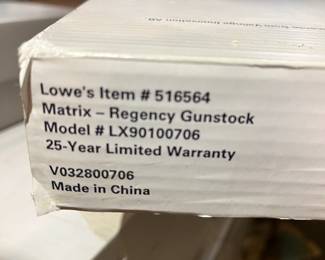 Lowe's Item # 516564
Matrix – Regency Gunstock
Model # LX90100706
25-Year Limited Warranty
V032800706
Made in China